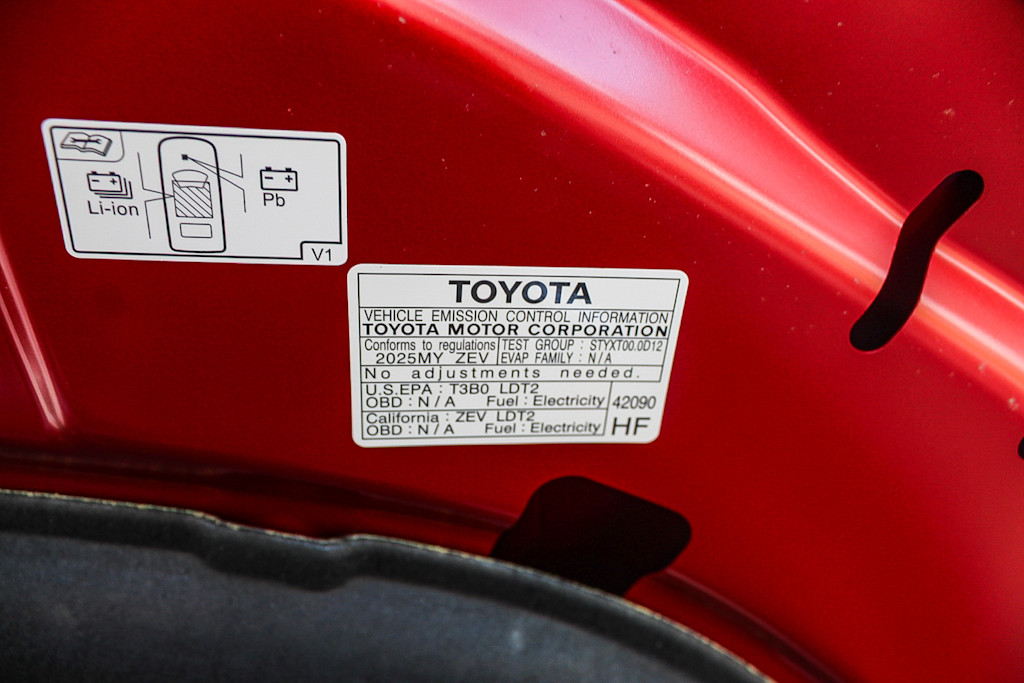 Li-ion
Pb
V1
TOYOTA
VEHICLE EMISSION CONTROL INFORMATION
TOYOTA MOTOR CORPORATION
Conforms to regulations TEST GROUP : STYXT00.0D12
2025MY ZEV EVAP FAMILY : N/A
No adjustments needed.
U.S.EPA : T3B0 LDT2
OBD : N/A Fuel : Electricity 42090
California : ZEV LDT2
OBD : N/A Fuel : Electricity HF